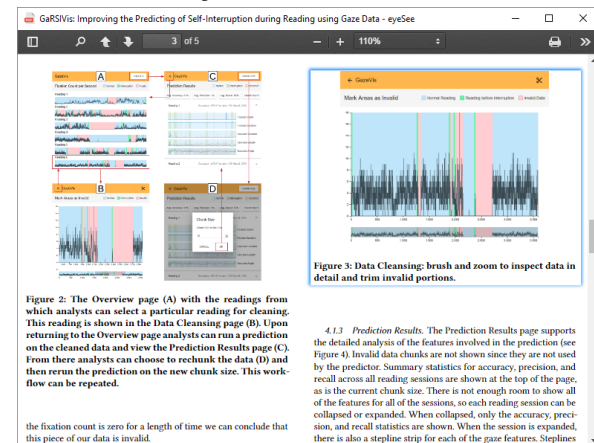 GaRSIVis: Improving the Predicting of Self-Interruption during Reading using Gaze Data - eyeSee
3 of 5
110%
A
C
B
D
GazeVis
Mark Areas as Invalid
Normal Reading
Reading before Interruption
Invalid Data
Figure 2: The Overview page (A) with the readings from
which analysts can select a particular reading for cleaning.
This reading is shown in the Data Cleansing page (B). Upon
returning to the Overview page analysts can run a prediction
on the cleaned data and view the Prediction Results page (C).
From there analysts can choose to rechunk the data (D) and
then rerun the prediction on the new chunk size. This work-
flow can be repeated.
the fixation count is zero for a length of time we can conclude that
this piece of our data is invalid.
Figure 3: Data Cleansing: brush and zoom to inspect data in
detail and trim invalid portions.
4.1.3 Prediction Results. The Prediction Results page supports
the detailed analysis of the features involved in the prediction (see
Figure 4). Invalid data chunks are not shown since they are not used
by the predictor. Summary statistics for accuracy, precision, and
recall across all reading sessions are shown at the top of the page,
as is the current chunk size. There is not enough room to show all
of the features for all of the sessions, so each reading session can be
collapsed or expanded. When collapsed, only the accuracy, preci-
sion, and recall statistics are shown. When the session is expanded,
there is also a stepline strip for each of the gaze features. Steplines